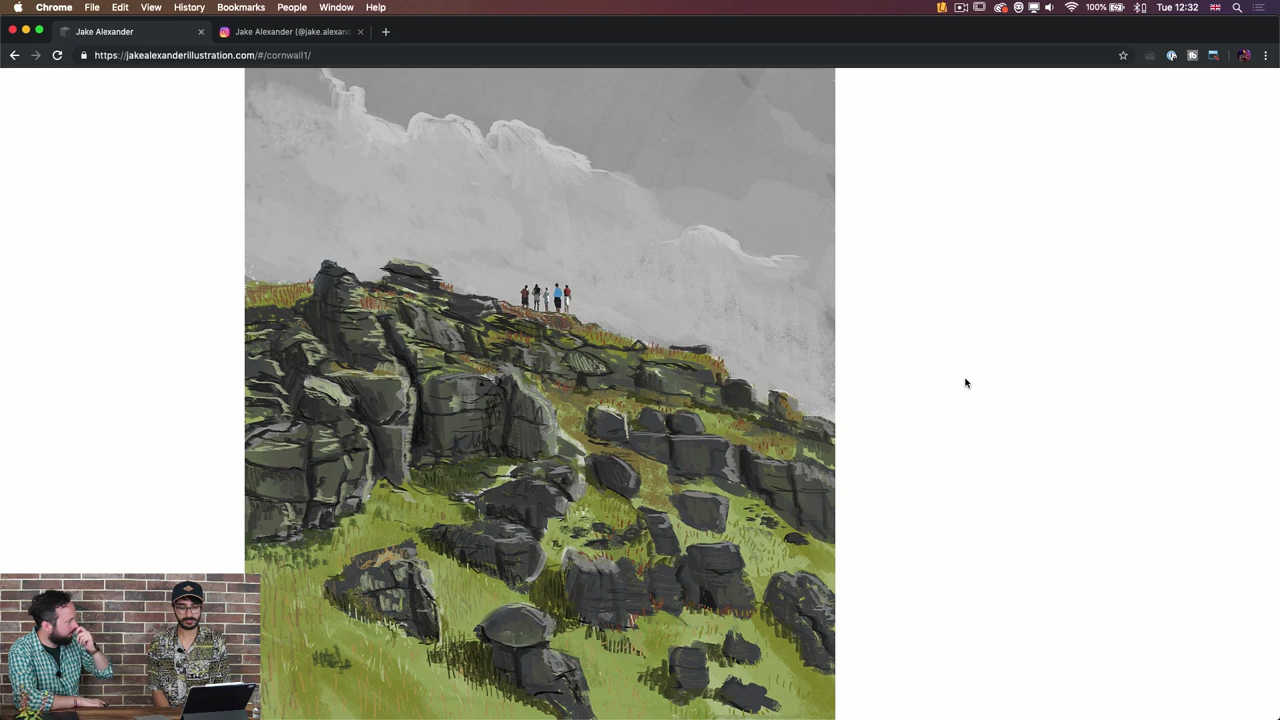 Chrome File Edit View History Bookmarks People Window Help 100% Tue 12:32
Jake Alexander Jake Alexander (@jake.alexand
https://jakealexanderillustration.com/#/cornwall1/